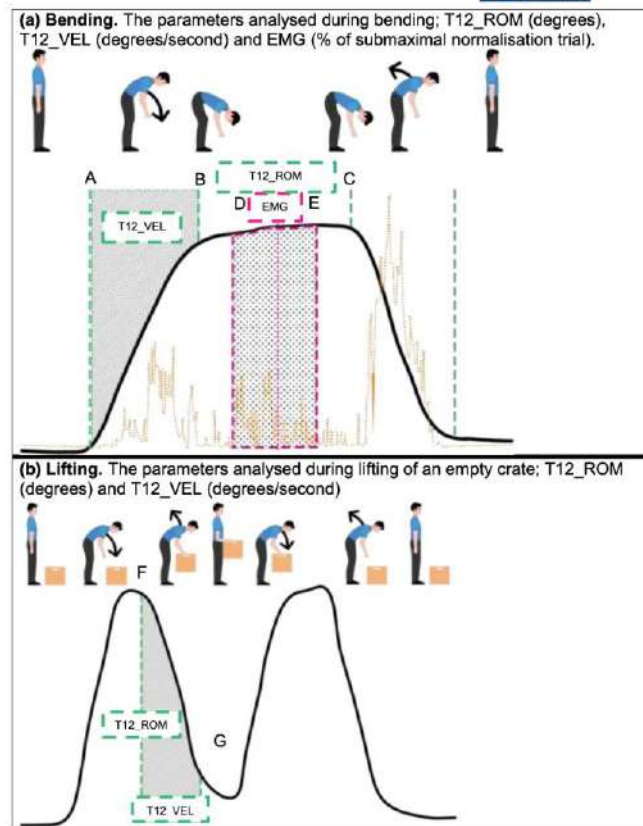 (a) Bending. The parameters analysed during bending; T12_ROM (degrees),
T12_VEL (degrees/second) and EMG (% of submaximal normalisation trial).
A
B
T12_ROM
C
D
EMG
E
T12_VEL
(b) Lifting. The parameters analysed during lifting of an empty crate; T12_ROM
(degrees) and T12_VEL (degrees/second)
F
T12_ROM
G
T12_VEL